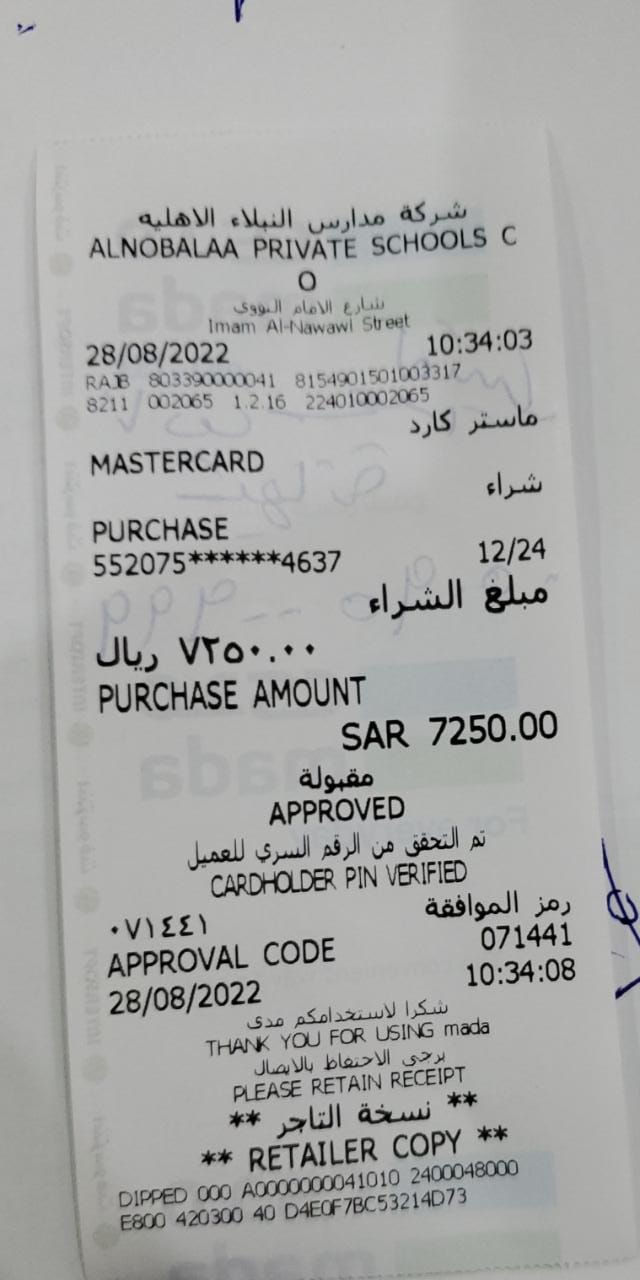 شركة مدارس النبلاء الاهليه
ALNOBALAA PRIVATE SCHOOLS C
O
شارع الامام النووي
Imam Al-Nawawi Street
28/08/2022 10:34:03
RAJB 803390000041 8154901501003317
8211 002065 1.2.16 224010002065
ماستر كارد
MASTERCARD
شراء
PURCHASE
552075******4637 12/24
مبلغ الشراء
٧٢٥٠.٠٠ ريال
PURCHASE AMOUNT
SAR 7250.00
مقبولة
APPROVED
تم التحقق من الرقم السري للعميل
CARDHOLDER PIN VERIFIED
رمز الموافقة
٠٧١٤٤١
APPROVAL CODE 071441
28/08/2022 10:34:08
شكرا لاستخدامكم مدى
THANK YOU FOR USING mada
يرجى الاحتفاظ بالايصال
PLEASE RETAIN RECEIPT
** نسخة التاجر **
** RETAILER COPY **
DIPPED 000 A0000000041010 2400048000
E800 420300 40 D4E0F7BC53214D73